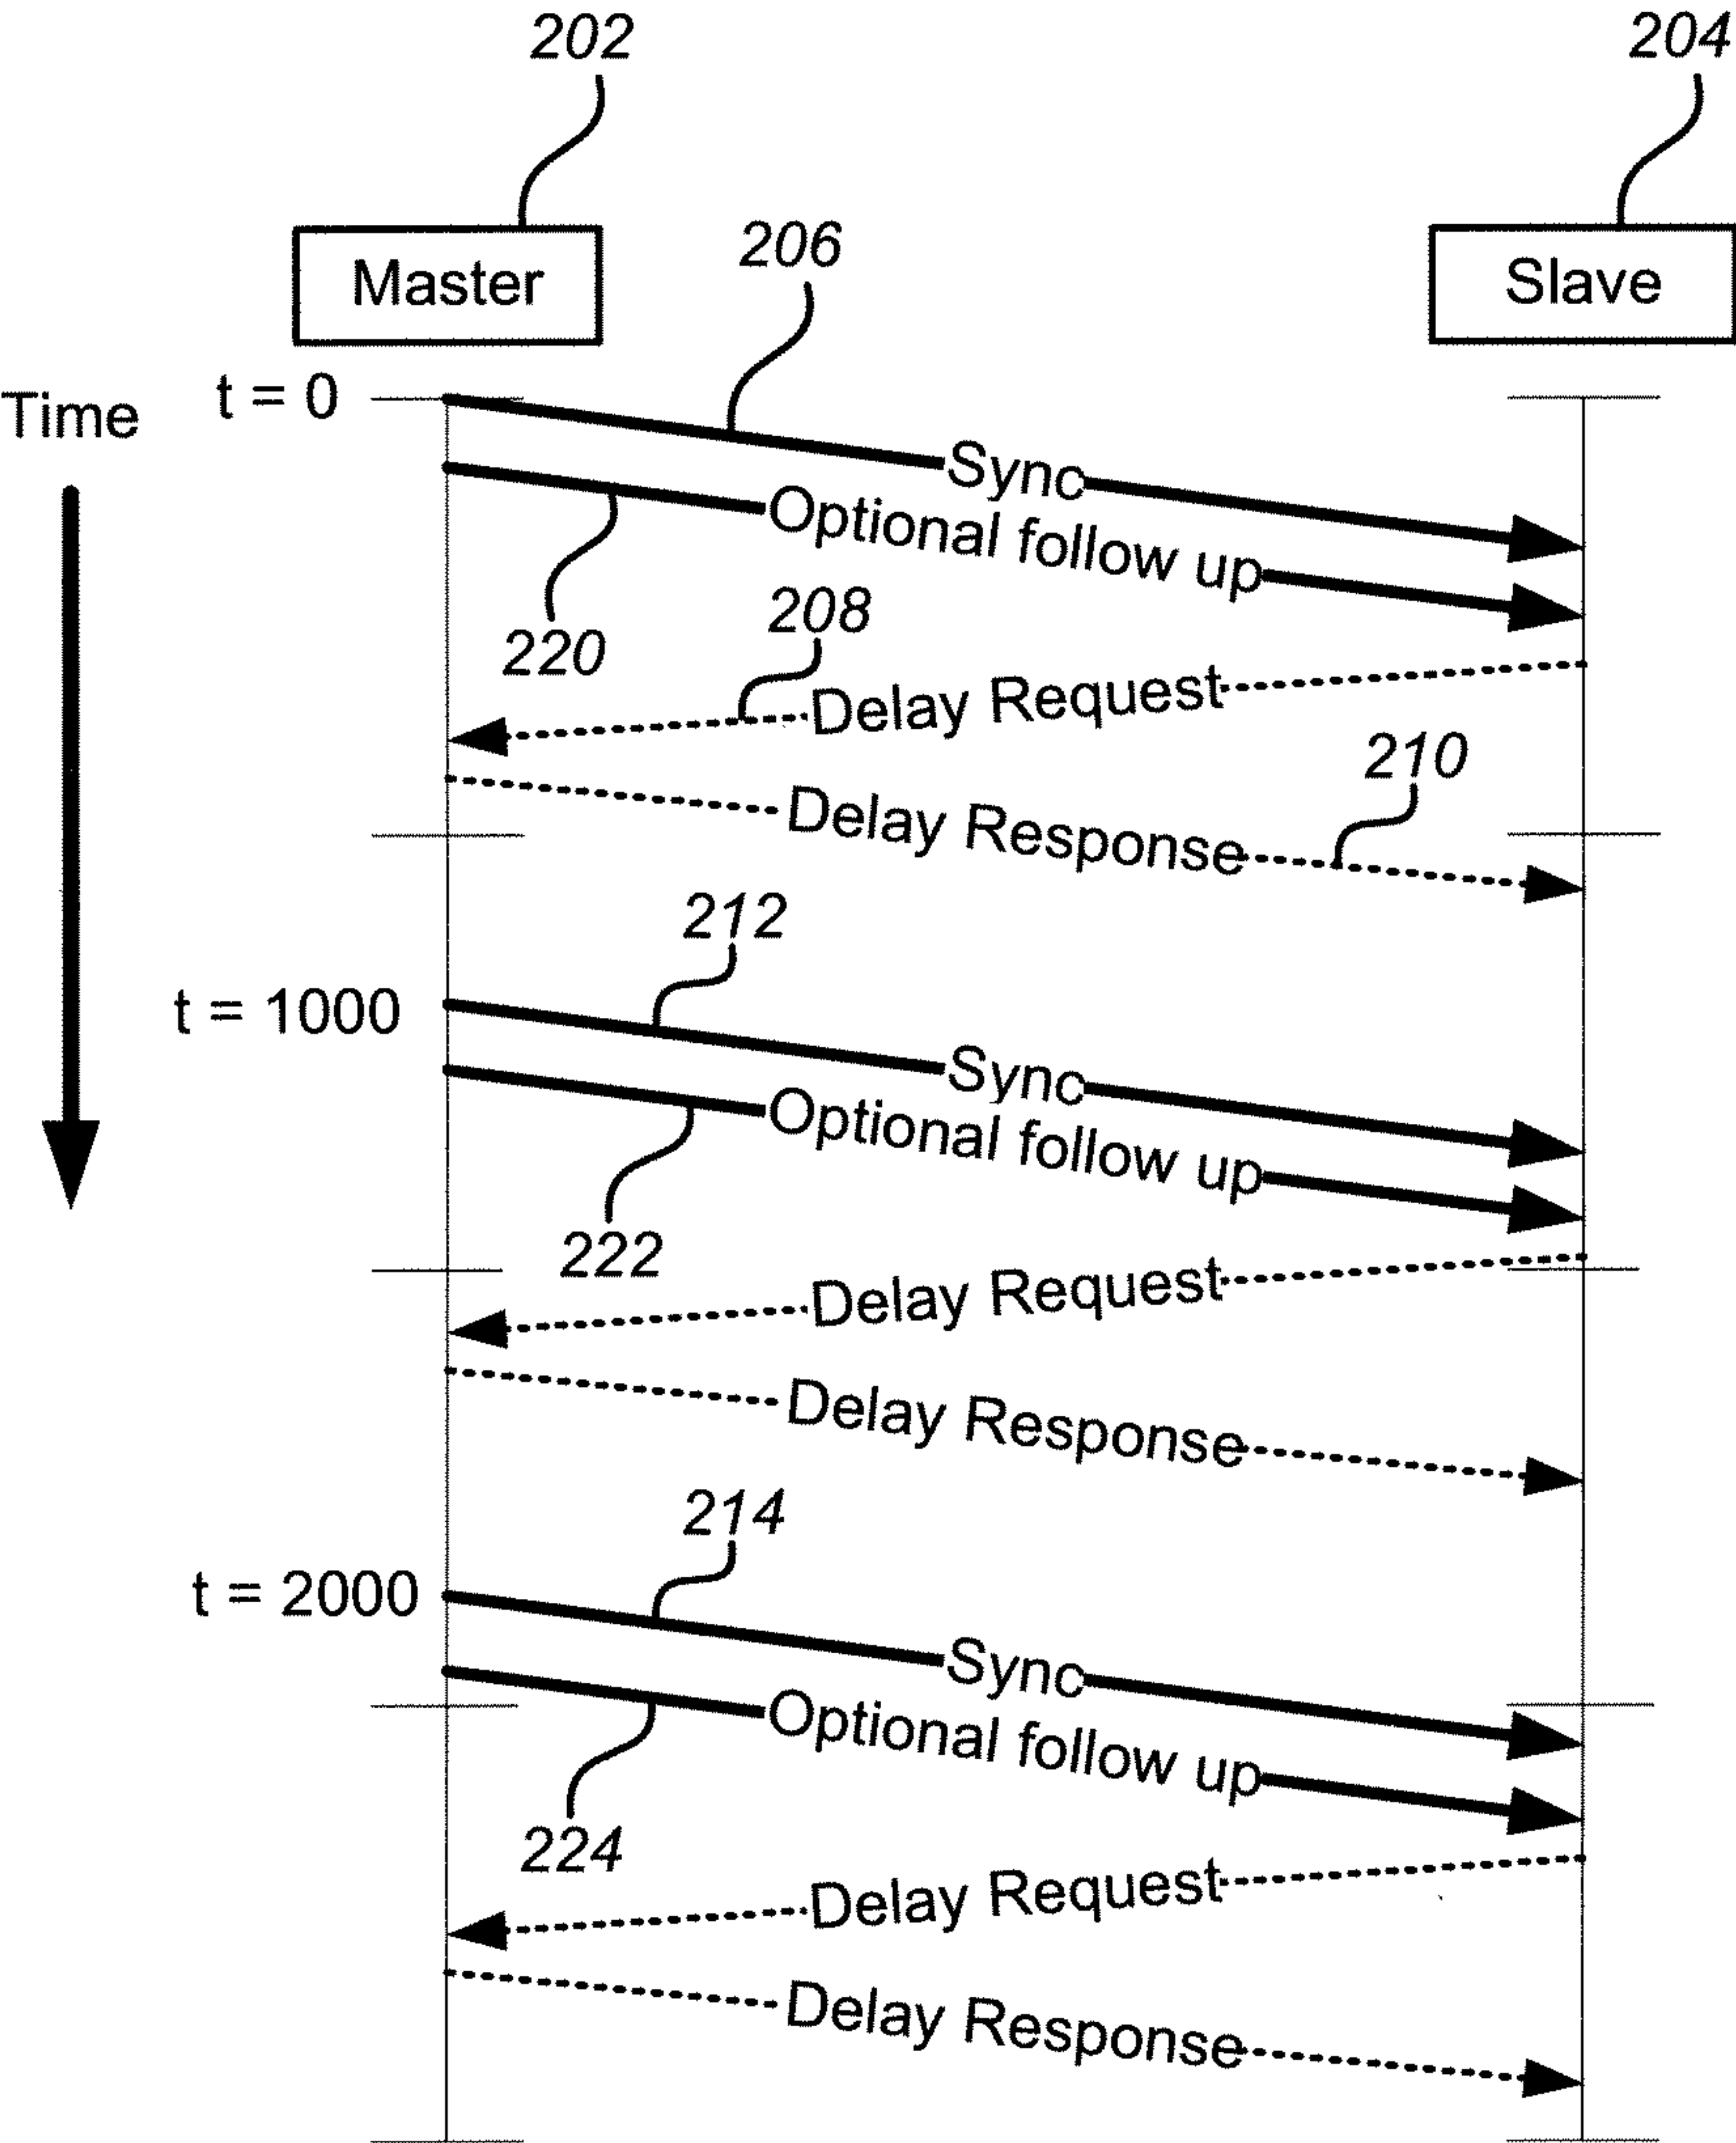 202
204
Master
206
Slave
Time
t = 0
Sync
Optional follow up
220
208
Delay Request
210
Delay Response
212
t = 1000
Sync
Optional follow up
222
Delay Request
Delay Response
214
t = 2000
Sync
Optional follow up
224
Delay Request
Delay Response